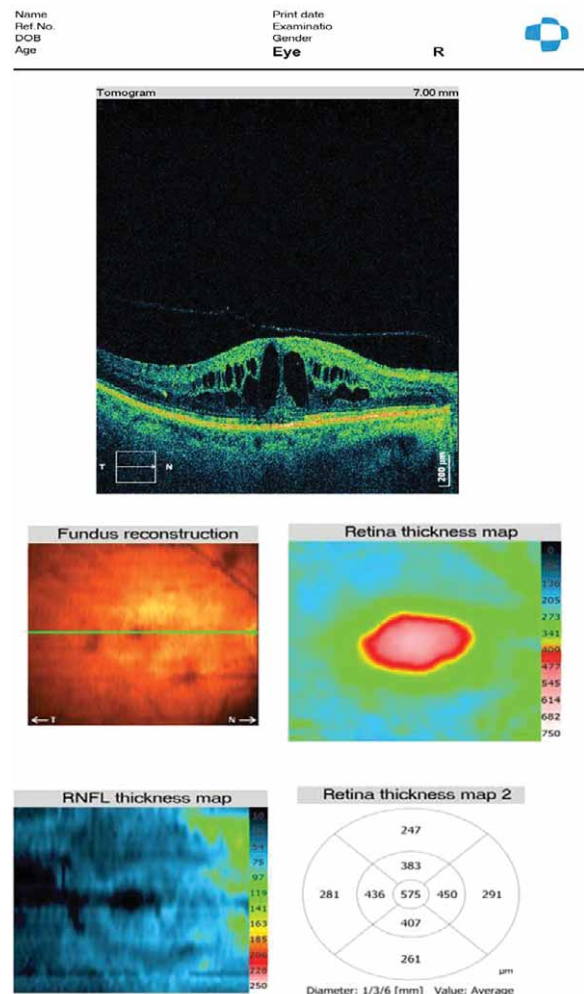 Name
Ref.No.
DOB
Age
Print date
Examinatio
Gender
Eye R
Tomogram 7.00 mm
T N
200 µm
Fundus reconstruction
T N
Retina thickness map
0
136
205
273
341
409
477
545
614
682
750
RNFL thickness map
10
54
75
97
119
141
163
185
206
228
250
Retina thickness map 2
247
383
281 436 575 450 291
407
261
µm
Diameter: 1/3/6 [mm] Value: Average